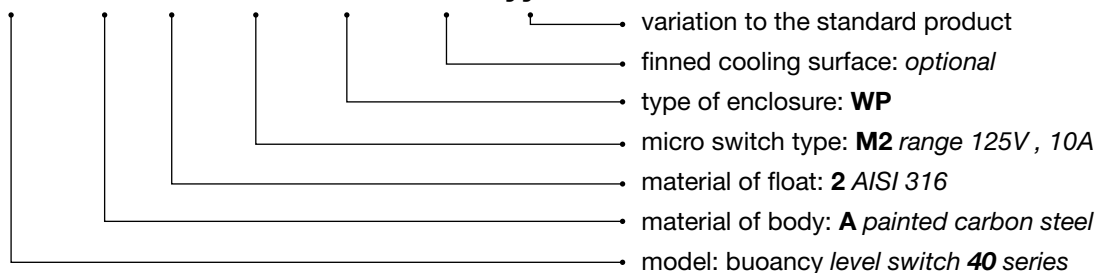 variation to the standard product
finned cooling surface: optional
type of enclosure: WP
micro switch type: M2 range 125V , 10A
material of float: 2 AISI 316
material of body: A painted carbon steel
model: buoancy level switch 40 series